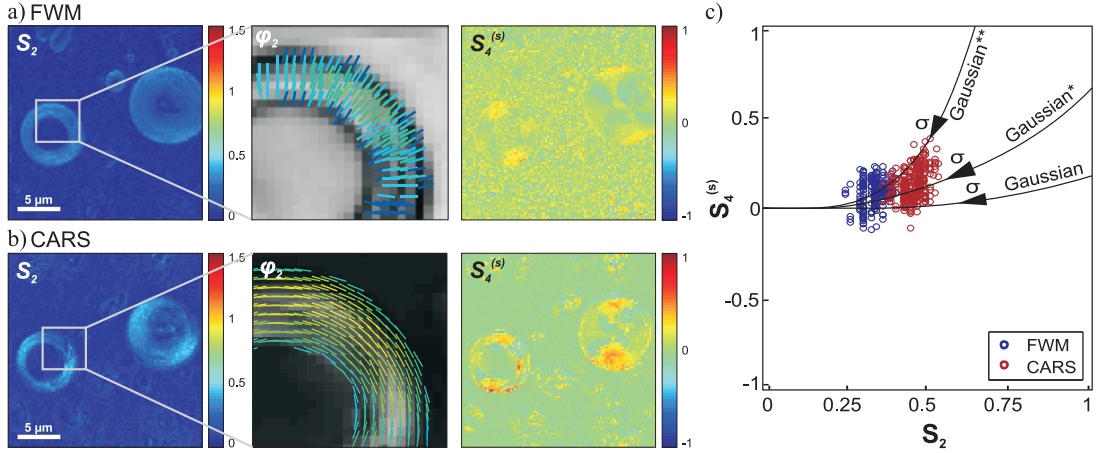 a) FWM
S2
1.5
1
0.5
0
5 µm
φ2
S4(s)
1
0
-1
b) CARS
S2
1.5
1
0.5
0
5 µm
φ2
S4(s)
1
0
-1
c)
1
0.5
0
-0.5
-1
S4(s)
0
0.25
0.5
0.75
1
S2
σ
Gaussian**
σ
Gaussian*
σ
Gaussian
FWM
CARS